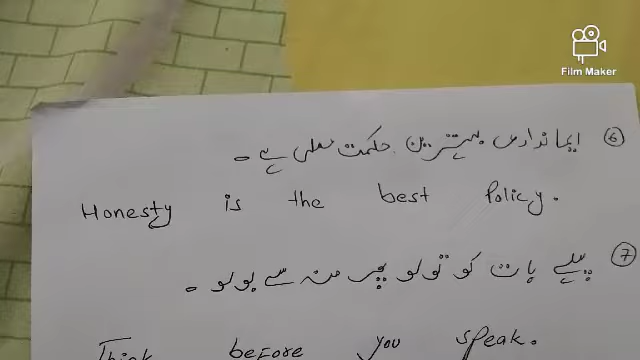 Film Maker
⑥ ایمانداری بہترین حکمت عملی ہے ۔
Honesty is the best Policy.
⑦ پہلے بات کو تولو پھر منہ سے بولو ۔
Think before you speak.